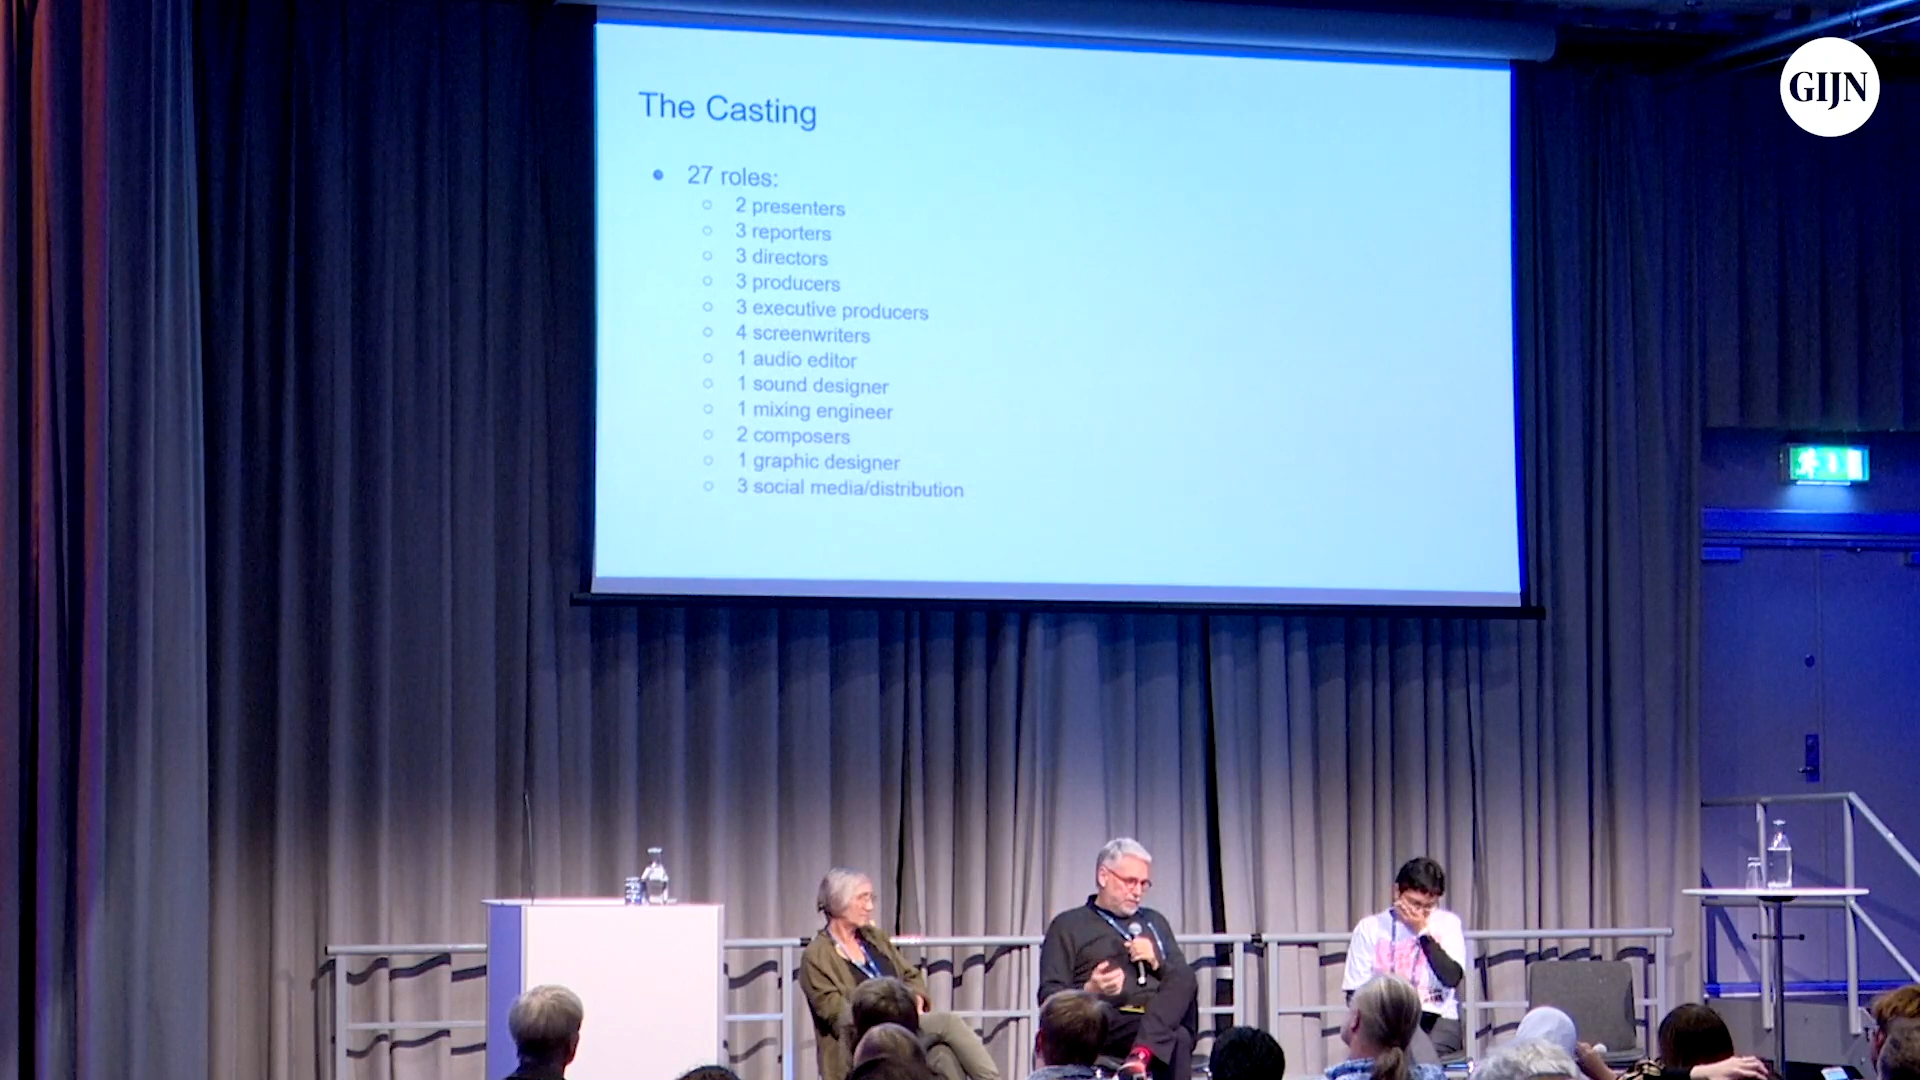 GIJN
The Casting
27 roles:
2 presenters
3 reporters
3 directors
3 producers
3 executive producers
4 screenwriters
1 audio editor
1 sound designer
1 mixing engineer
2 composers
1 graphic designer
3 social media/distribution